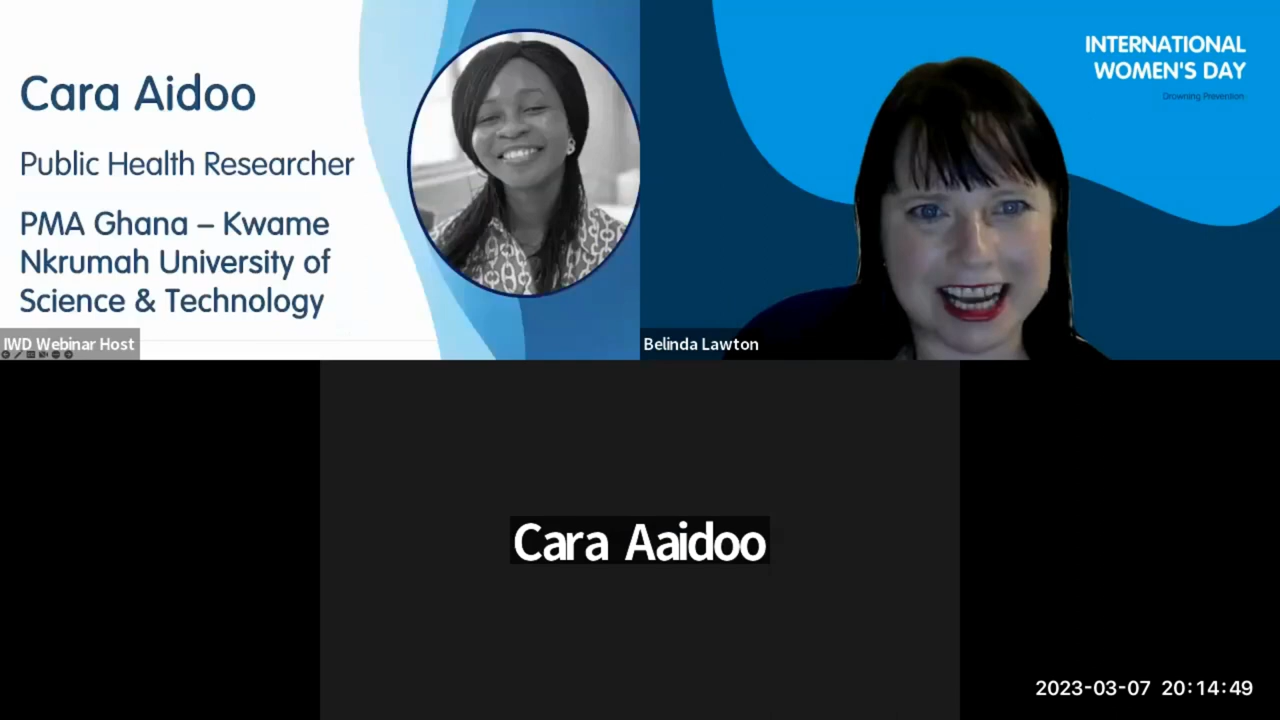 Cara Aidoo
Public Health Researcher
PMA Ghana – Kwame
Nkrumah University of
Science & Technology
IWD Webinar Host
INTERNATIONAL
WOMEN'S DAY
Drowning Prevention
Belinda Lawton
Cara Aaidoo
2023-03-07 20:14:49